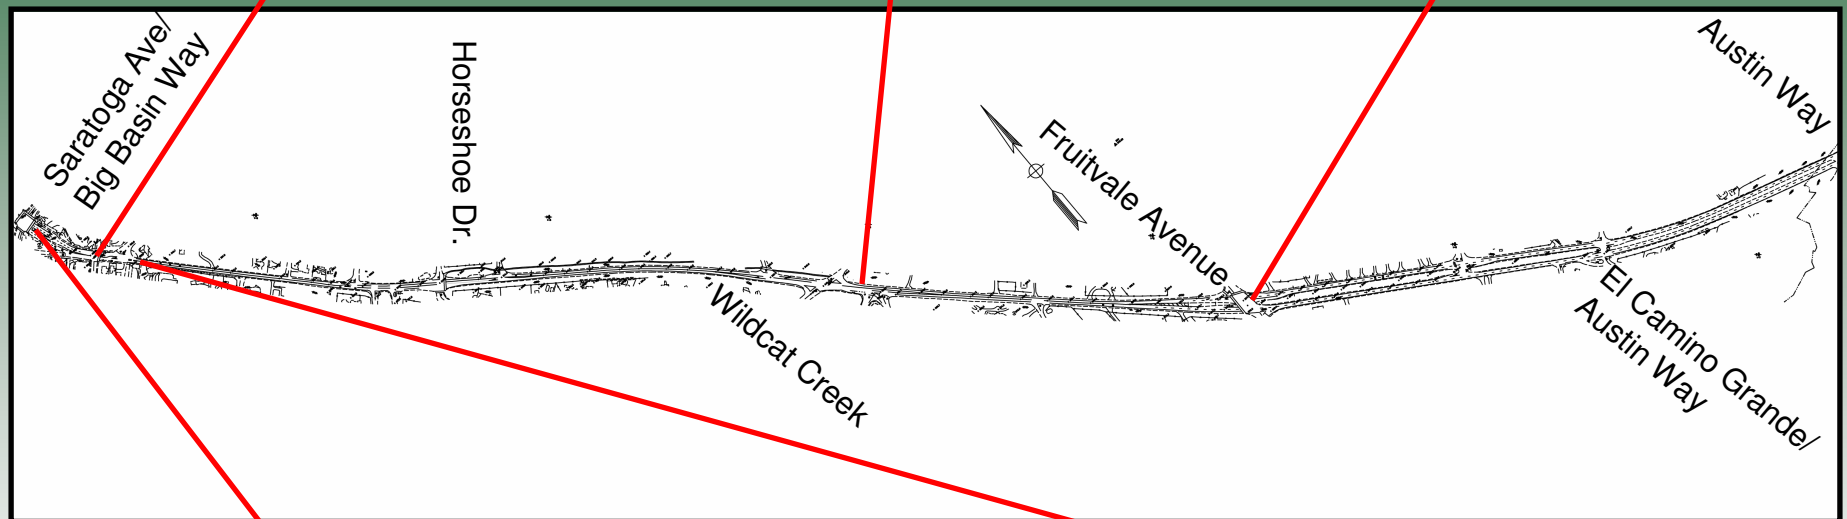 Saratoga Ave/
Big Basin Way
Horseshoe Dr.
Wildcat Creek
Fruitvale Avenue
El Camino Grande/
Austin Way
Austin Way